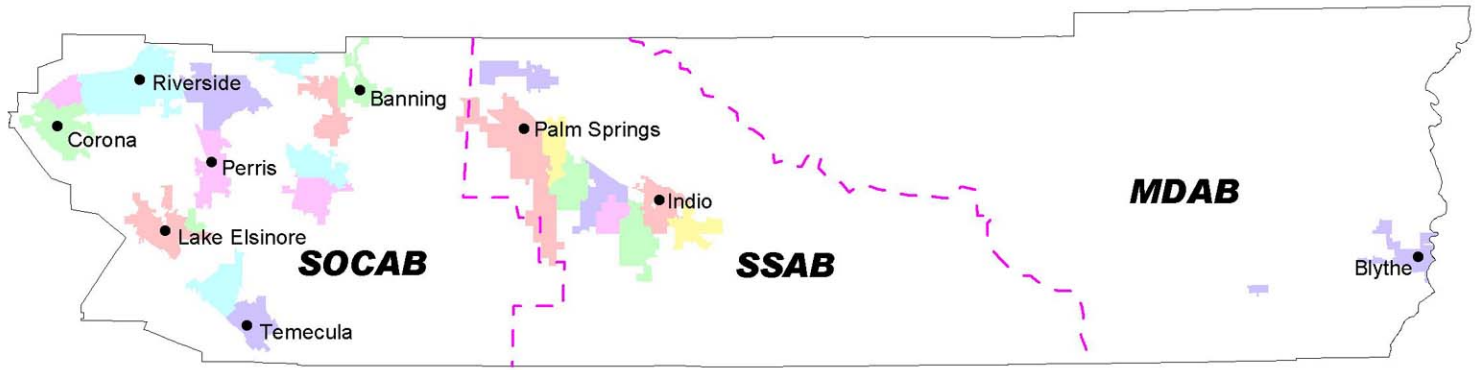 Riverside
Banning
Corona
Palm Springs
Perris
Indio
MDAB
Lake Elsinore
SOCAB
SSAB
Blythe
Temecula